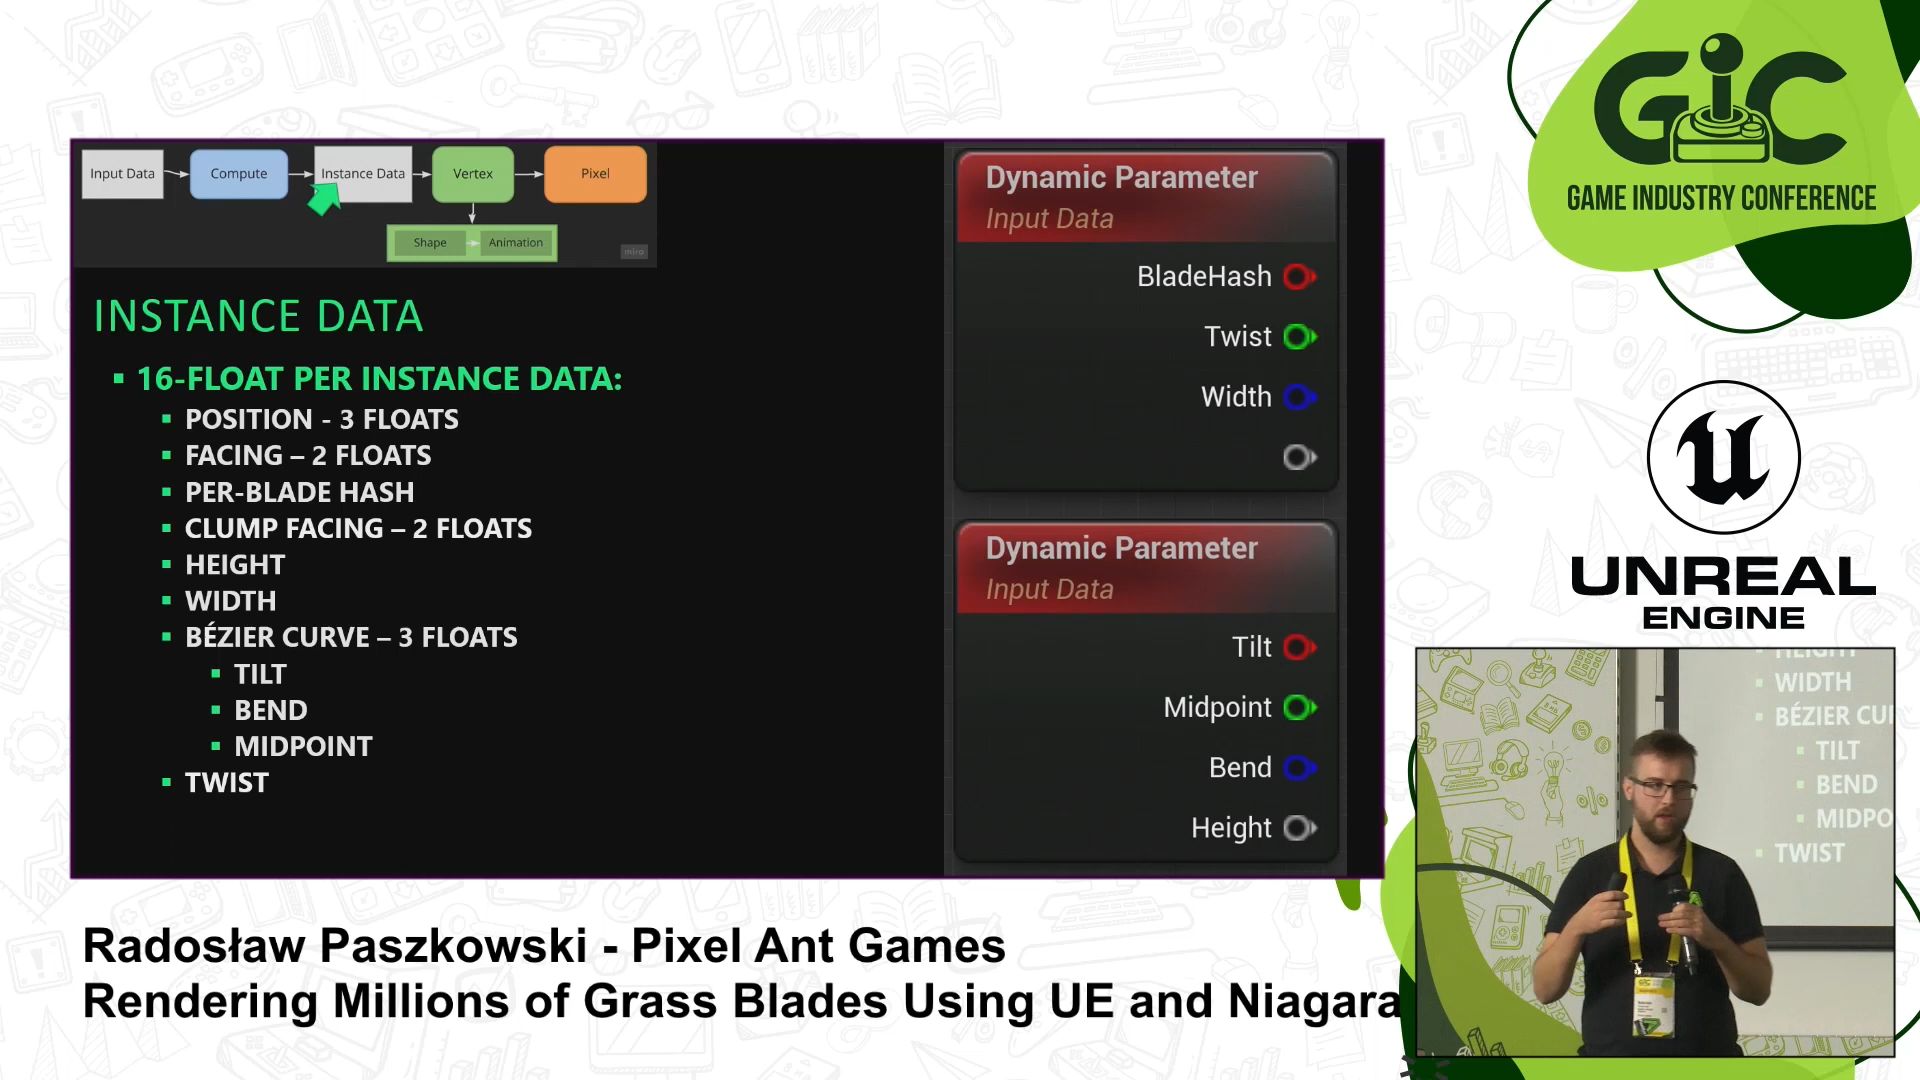 Input Data
Compute
Instance Data
Vertex
Pixel
Shape
Animation
miro
INSTANCE DATA
16-FLOAT PER INSTANCE DATA:
POSITION - 3 FLOATS
FACING – 2 FLOATS
PER-BLADE HASH
CLUMP FACING – 2 FLOATS
HEIGHT
WIDTH
BÉZIER CURVE – 3 FLOATS
TILT
BEND
MIDPOINT
TWIST
Dynamic Parameter
Input Data
BladeHash
Twist
Width
Dynamic Parameter
Input Data
Tilt
Midpoint
Bend
Height
GIC
GAME INDUSTRY CONFERENCE
UNREAL
ENGINE
HEIGHT
WIDTH
BÉZIER CUR
TILT
BEND
MIDPO
TWIST
Radosław Paszkowski - Pixel Ant Games
Rendering Millions of Grass Blades Using UE and Niagara